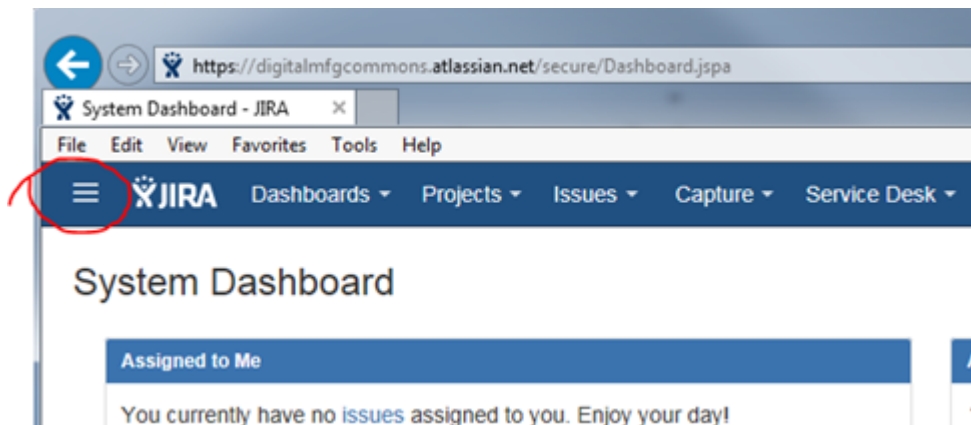 https://digitalmfgcommons.atlassian.net/secure/Dashboard.jspa
System Dashboard - JIRA
File Edit View Favorites Tools Help
JIRA Dashboards Projects Issues Capture Service Desk
System Dashboard
Assigned to Me
You currently have no issues assigned to you. Enjoy your day!